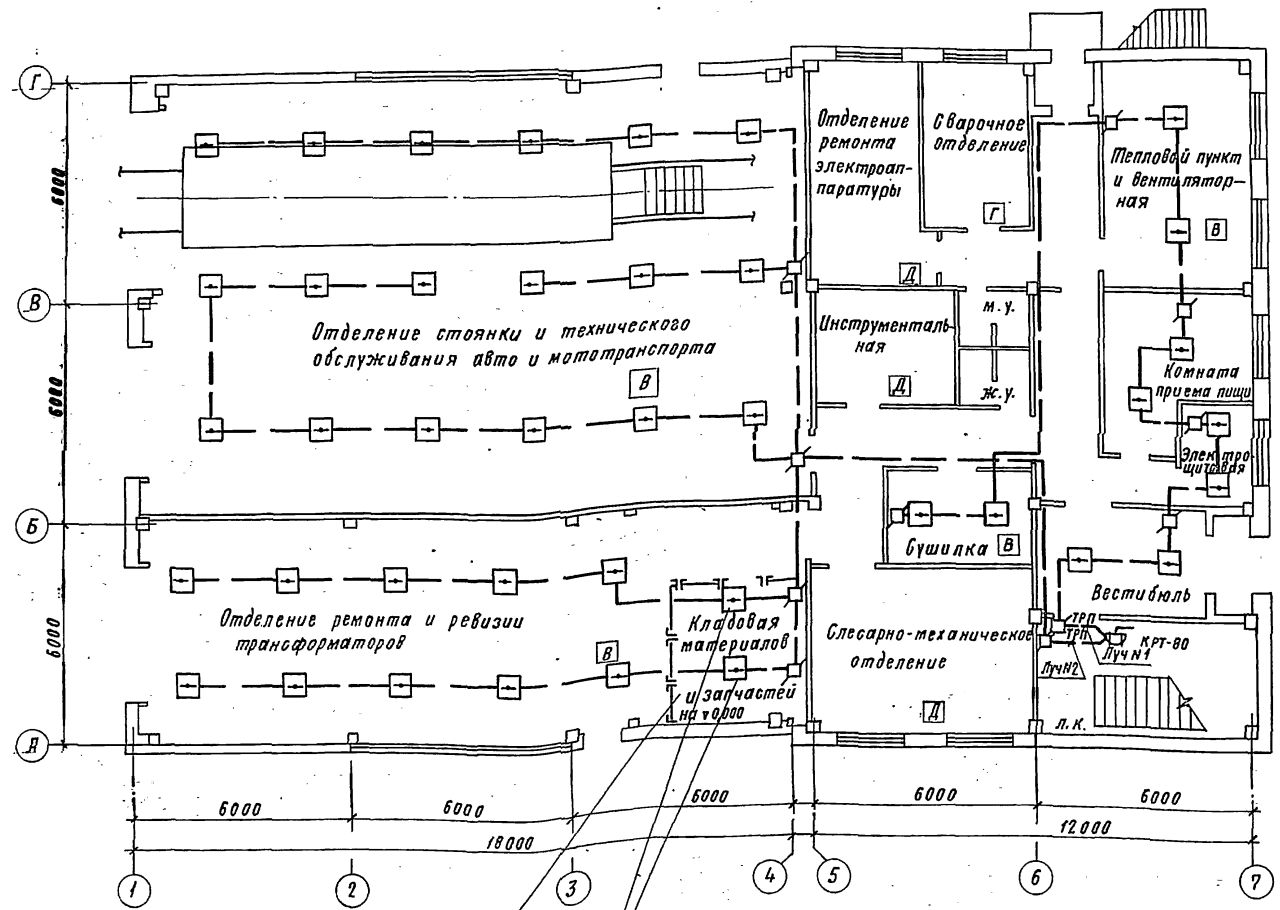 Г
В
Б
А
6000
6000
6000
Отделение
ремонта
электроап-
паратуры
Сварочное
отделение
Г
Тепловой пункт
и вентилятор-
ная
В
Д
м.у.
Инструменталь-
ная
Д
ж.у.
Отделение стоянки и технического
обслуживания авто и мототранспорта
В
Комната
приема пищи
Электро-
щитовая
Сушилка
В
Вестибюль
Отделение ремонта и ревизии
трансформаторов
В
Кладовая
материалов
и запчастей
на ▽0,000
Слесарно-механическое
отделение
Д
ТРП
ТРП
КРТ-80
Луч №1
Луч №2
л.к.
6000
6000
6000
6000
6000
18000
12000
1
2
3
4
5
6
7